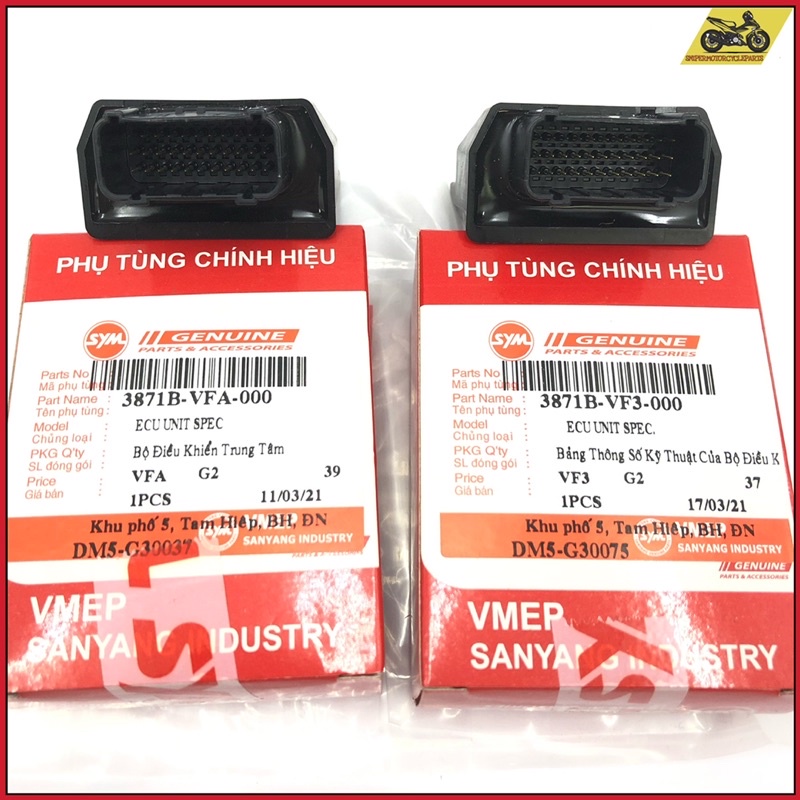 SNIPERMOTORCYCLEPARTS
PHỤ TÙNG CHÍNH HIỆU
SYM GENUINE
PARTS & ACCESSORIES
Parts No
Mã phụ tùng
Part Name : 3871B-VFA-000
Tên phụ tùng:
Model : ECU UNIT SPEC
Chủng loại :
PKG Q'ty : Bộ Điều Khiển Trung Tâm
SL đóng gói:
Price : VFA G2 39
Giá bán :
1PCS 11/03/21
Khu phố 5, Tam Hiệp, BH, ĐN
DM5-G30037 VMEP
SANYANG INDUSTRY
VMEP
SANYANG INDUSTRY
PHỤ TÙNG CHÍNH HIỆU
SYM GENUINE
PARTS & ACCESSORIES
Parts No
Mã phụ tùng
Part Name : 3871B-VF3-000
Tên phụ tùng :
Model : ECU UNIT SPEC.
Chủng loại :
PKG Q'ty : Bảng Thông Số Kỹ Thuật Của Bộ Điều K
SL đóng gói:
Price : VF3 G2 37
Giá bán :
1PCS 17/03/21
Khu phố 5, Tam Hiệp, BH, ĐN
DM5-G30075 SYM VMEP
SANYANG INDUSTRY
GENUINE
PARTS & ACCESSORIES
VMEP
SANYANG INDUSTRY